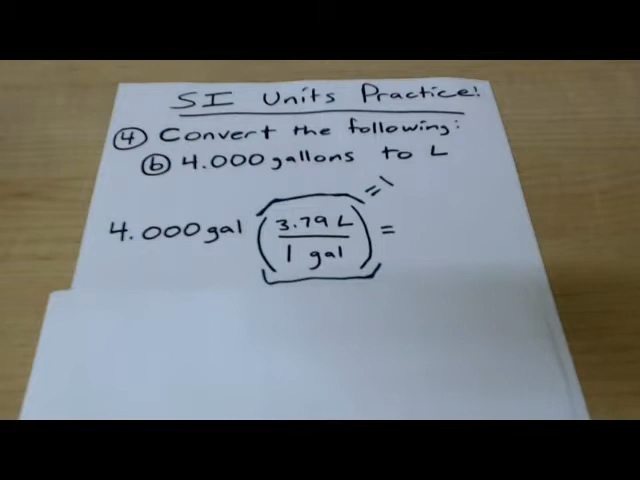 SI Units Practice!
④ Convert the following:
ⓑ 4.000 gallons to L
=1
4.000 gal (3.79 L / 1 gal) =